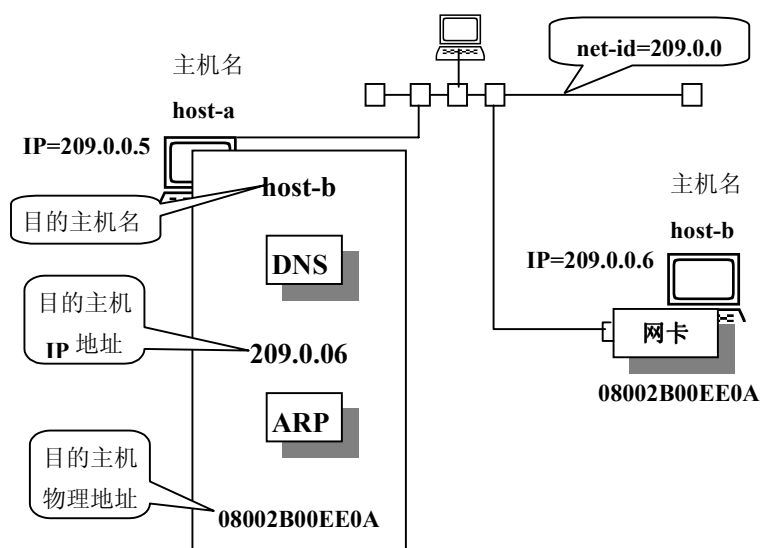 net-id=209.0.0
主机名
host-a
IP=209.0.0.5
host-b
目的主机名
DNS
目的主机
IP 地址
209.0.06
ARP
目的主机
物理地址
08002B00EE0A
主机名
host-b
IP=209.0.0.6
网卡
08002B00EE0A